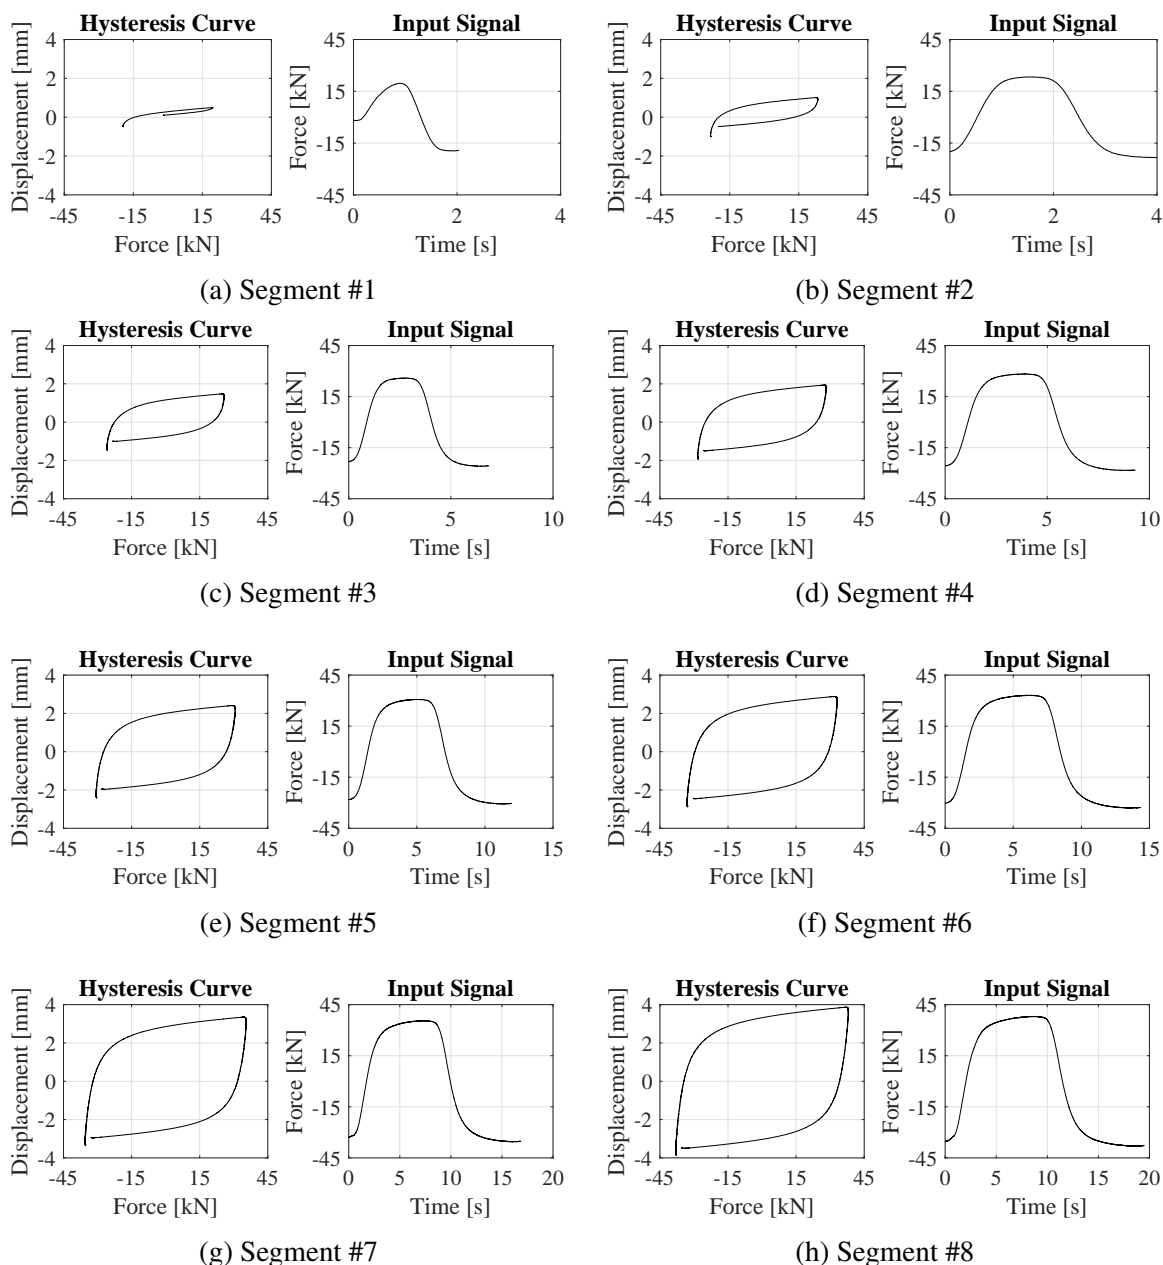 Hysteresis Curve
Displacement [mm]
4
2
0
-2
-4
-45 -15 15 45
Force [kN]
Input Signal
Force [kN]
45
15
-15
-45
0 2 4
Time [s]
(a) Segment #1
Hysteresis Curve
Displacement [mm]
4
2
0
-2
-4
-45 -15 15 45
Force [kN]
Input Signal
Force [kN]
45
15
-15
-45
0 2 4
Time [s]
(b) Segment #2
Hysteresis Curve
Displacement [mm]
4
2
0
-2
-4
-45 -15 15 45
Force [kN]
Input Signal
Force [kN]
45
15
-15
-45
0 5 10
Time [s]
(c) Segment #3
Hysteresis Curve
Displacement [mm]
4
2
0
-2
-4
-45 -15 15 45
Force [kN]
Input Signal
Force [kN]
45
15
-15
-45
0 5 10
Time [s]
(d) Segment #4
Hysteresis Curve
Displacement [mm]
4
2
0
-2
-4
-45 -15 15 45
Force [kN]
Input Signal
Force [kN]
45
15
-15
-45
0 5 10 15
Time [s]
(e) Segment #5
Hysteresis Curve
Displacement [mm]
4
2
0
-2
-4
-45 -15 15 45
Force [kN]
Input Signal
Force [kN]
45
15
-15
-45
0 5 10 15
Time [s]
(f) Segment #6
Hysteresis Curve
Displacement [mm]
4
2
0
-2
-4
-45 -15 15 45
Force [kN]
Input Signal
Force [kN]
45
15
-15
-45
0 5 10 15 20
Time [s]
(g) Segment #7
Hysteresis Curve
Displacement [mm]
4
2
0
-2
-4
-45 -15 15 45
Force [kN]
Input Signal
Force [kN]
45
15
-15
-45
0 5 10 15 20
Time [s]
(h) Segment #8